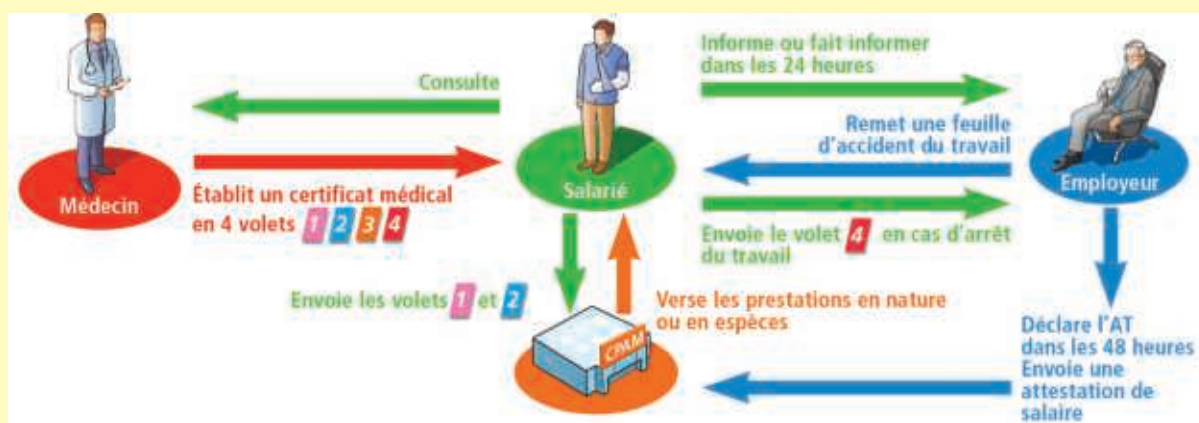 Consulte
Informe ou fait informer
dans les 24 heures
Remet une feuille
d'accident du travail
Médecin
Salarié
Employeur
Établit un certificat médical
en 4 volets 1 2 3 4
Envoie le volet 4 en cas d'arrêt
du travail
Envoie les volets 1 et 2
Verse les prestations en nature
ou en espèces
CPAM
Déclare l'AT
dans les 48 heures
Envoie une
attestation de
salaire